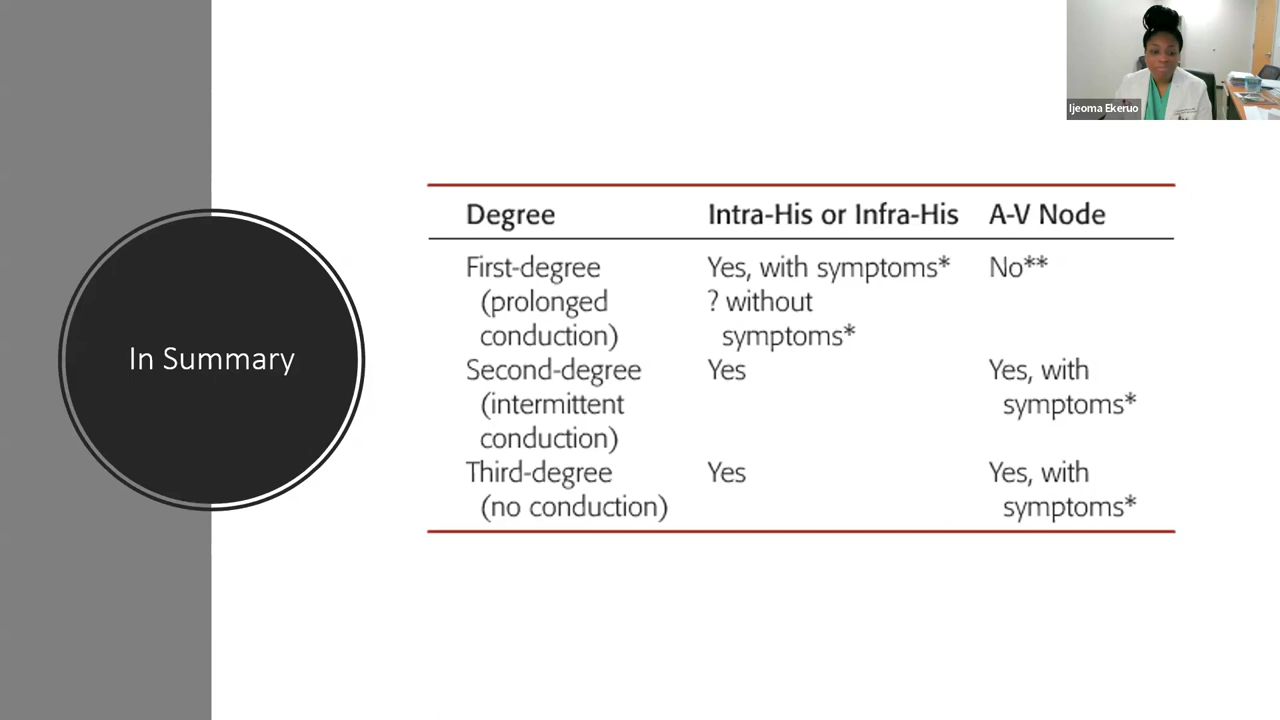 Ijeoma Ekeruo
In Summary
Degree Intra-His or Infra-His A-V Node
First-degree Yes, with symptoms* No**
(prolonged ? without
conduction) symptoms*
Second-degree Yes Yes, with
(intermittent symptoms*
conduction)
Third-degree Yes Yes, with
(no conduction) symptoms*